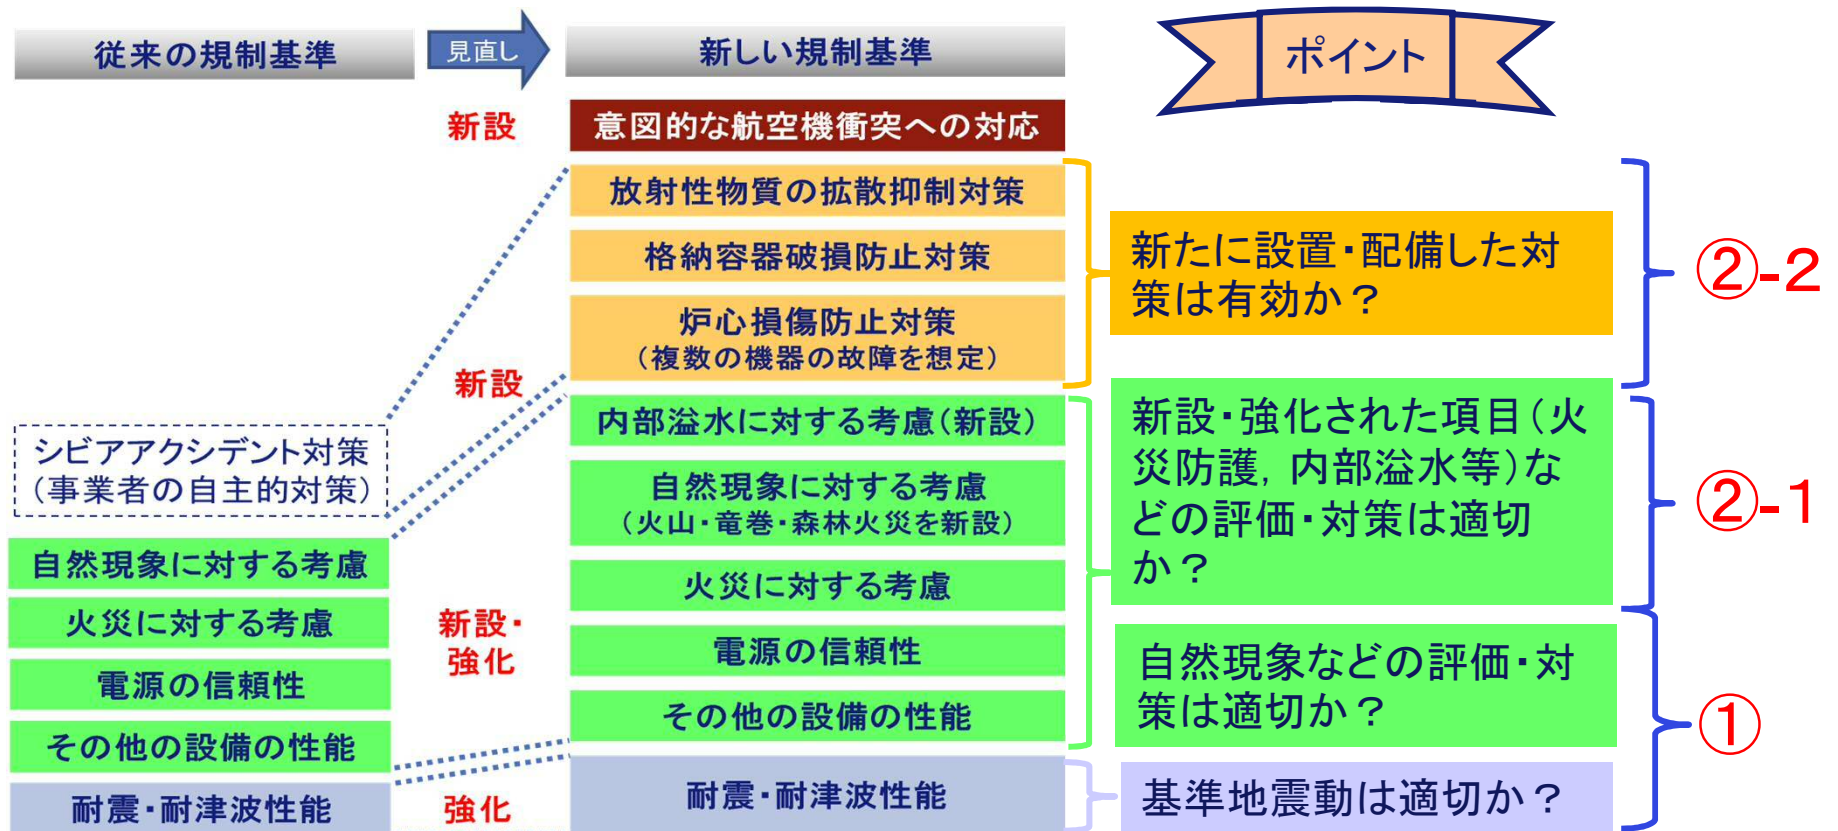 従来の規制基準
見直し
新しい規制基準
ポイント
新設
意図的な航空機衝突への対応
放射性物質の拡散抑制対策
格納容器破損防止対策
炉心損傷防止対策
（複数の機器の故障を想定）
新設
シビアアクシデント対策
（事業者の自主的対策）
内部溢水に対する考慮（新設）
自然現象に対する考慮
（火山・竜巻・森林火災を新設）
火災に対する考慮
電源の信頼性
その他の設備の性能
耐震・耐津波性能
自然現象に対する考慮
火災に対する考慮
電源の信頼性
その他の設備の性能
耐震・耐津波性能
新設・
強化
強化
新たに設置・配備した対
策は有効か？
②-2
新設・強化された項目（火
災防護，内部溢水等）な
どの評価・対策は適切
か？
②-1
自然現象などの評価・対
策は適切か？
①
基準地震動は適切か？